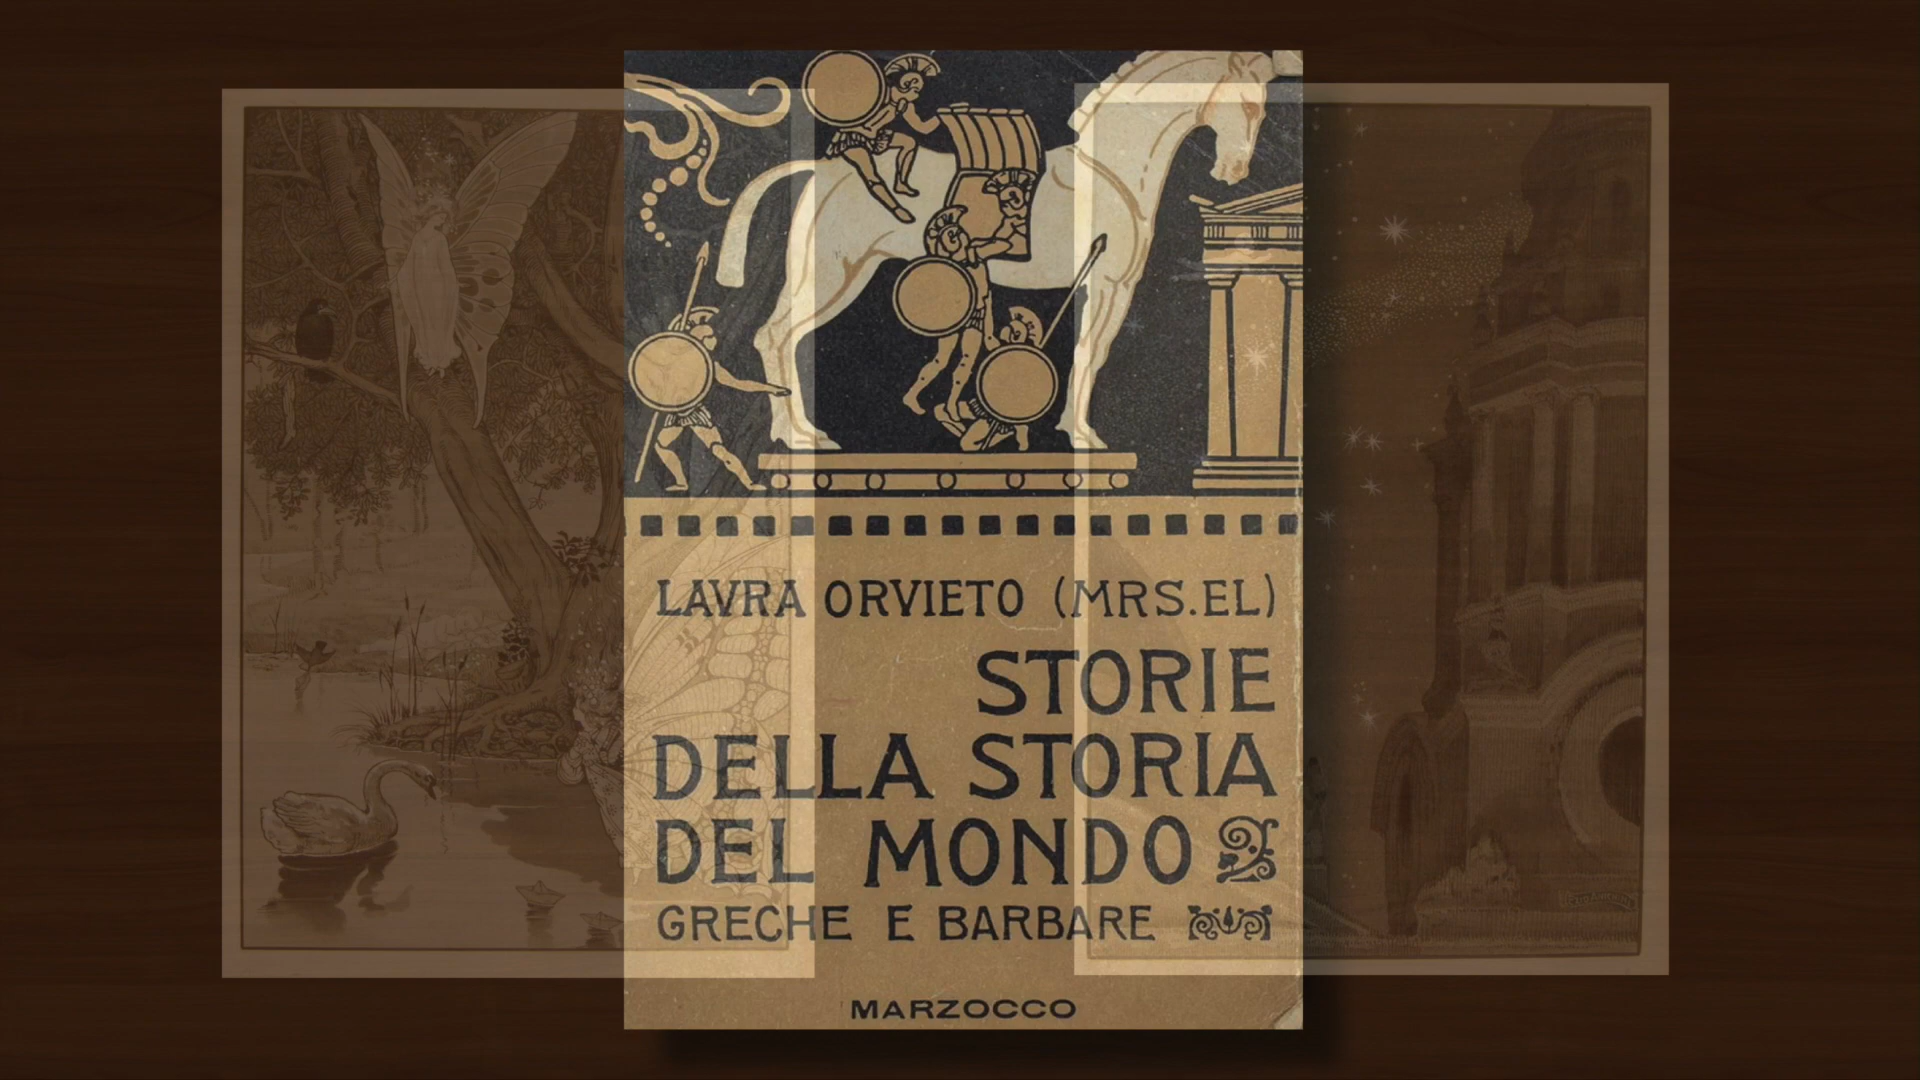 LAVRA ORVIETO (MRS.EL)
STORIE
DELLA STORIA
DEL MONDO
GRECHE E BARBARE
MARZOCCO